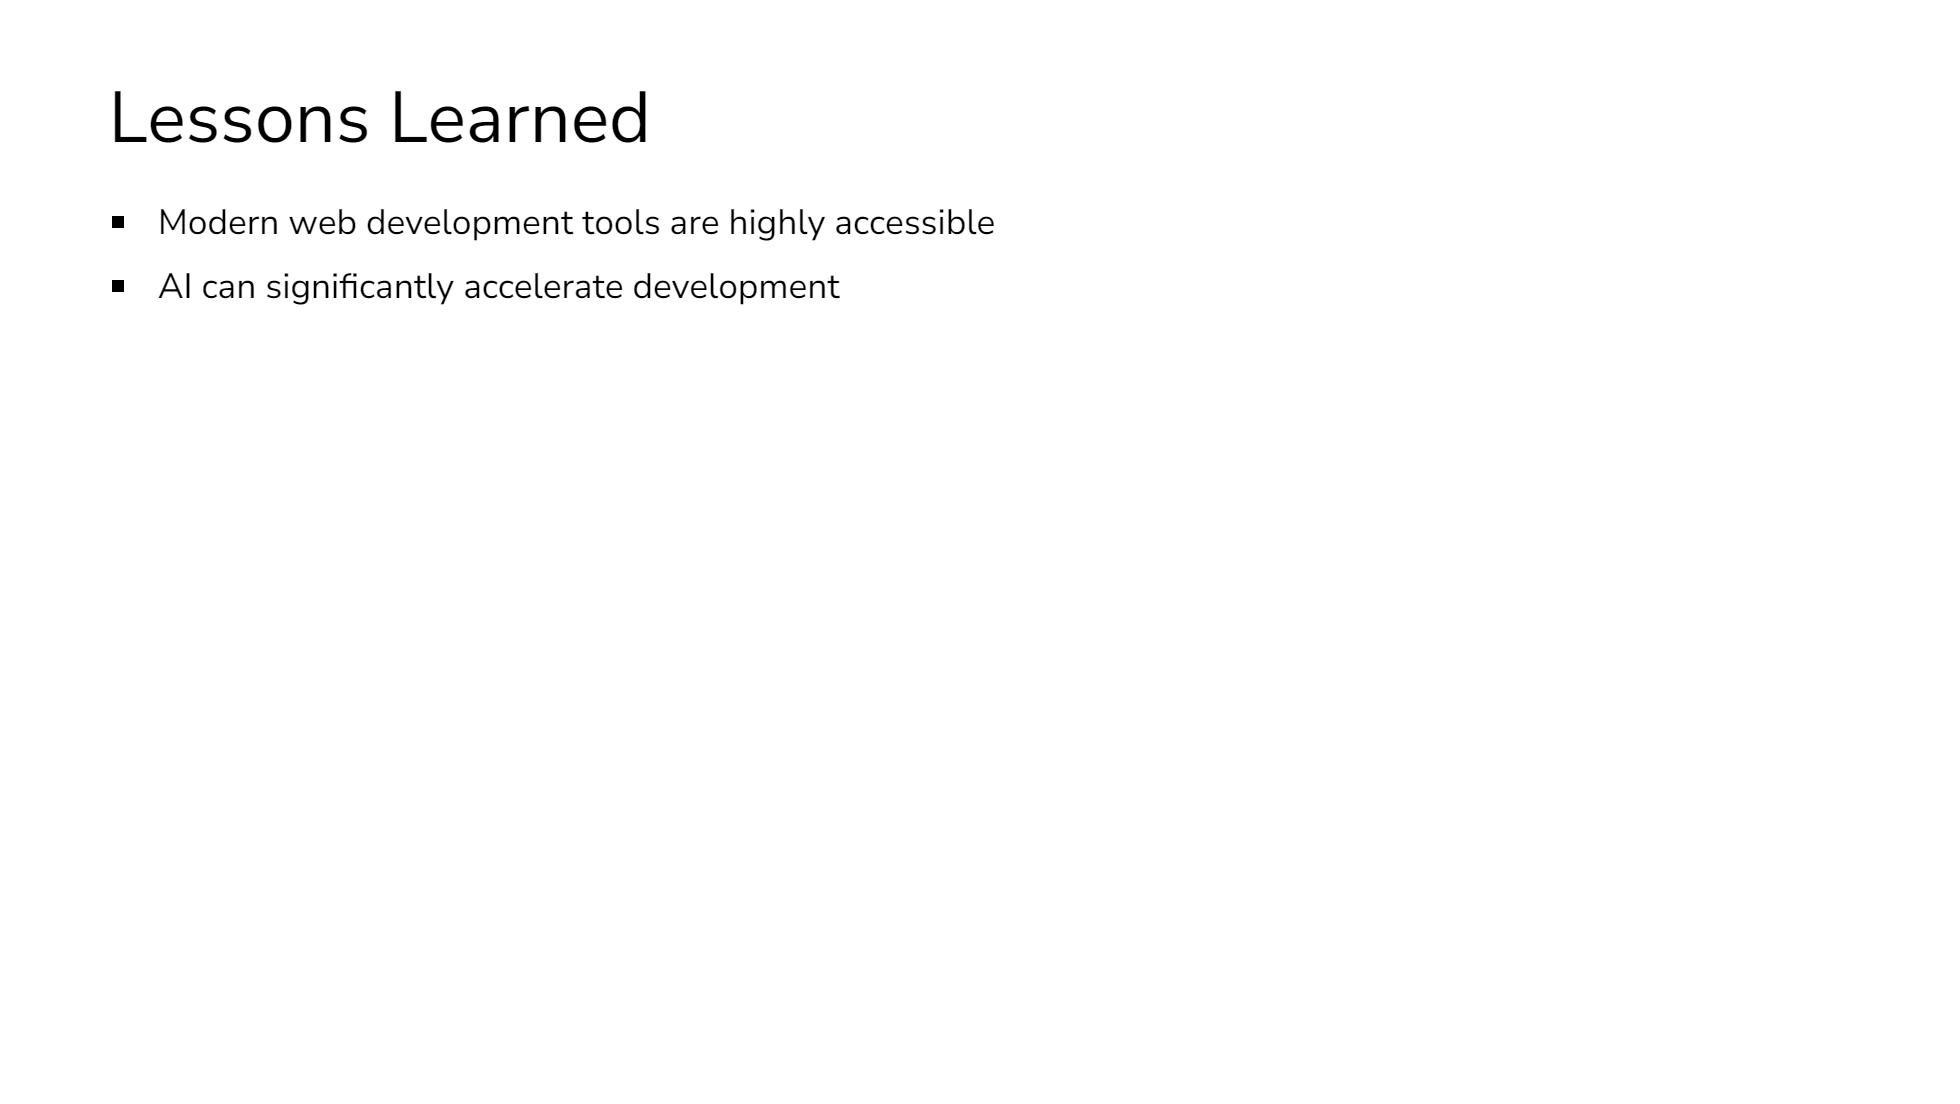 Lessons Learned
▪ Modern web development tools are highly accessible
▪ AI can significantly accelerate development